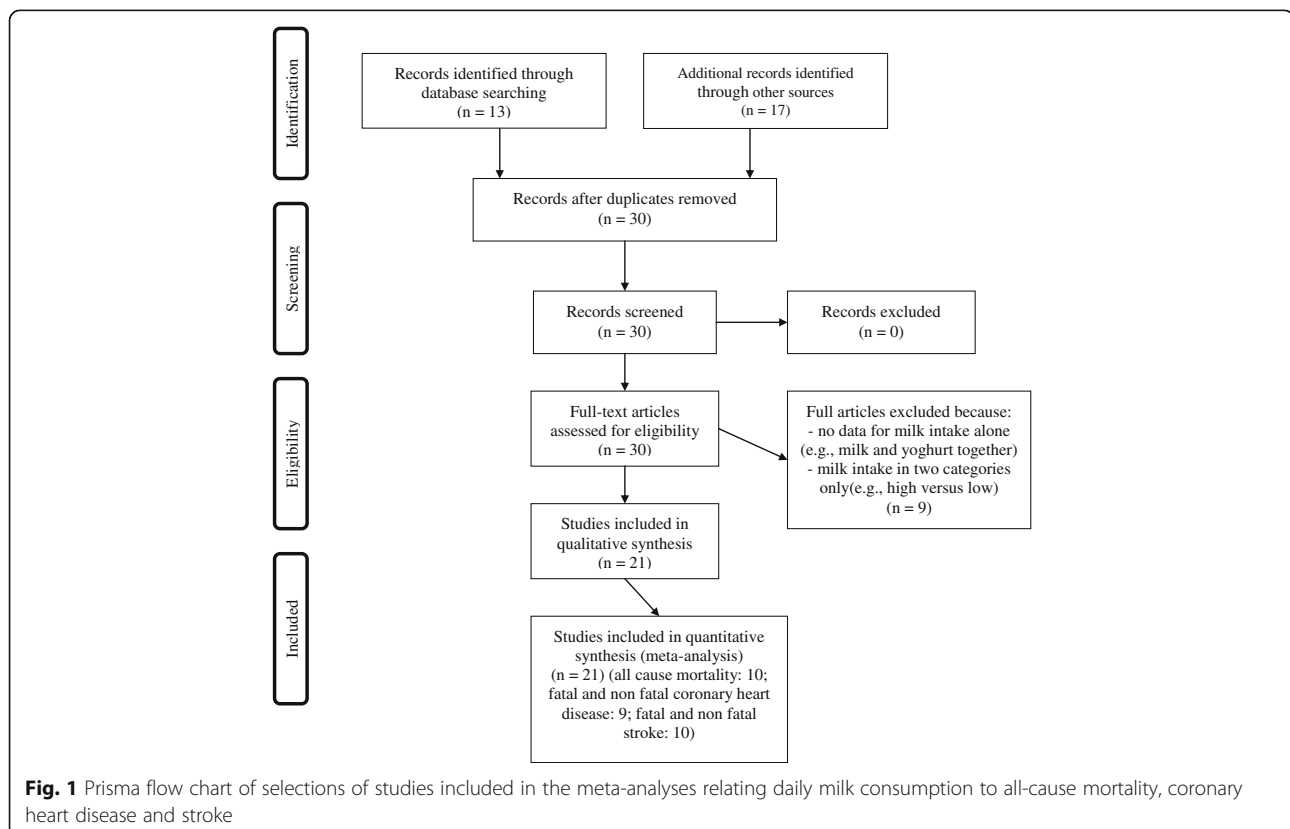 Identification
Records identified through
database searching
(n = 13)
Additional records identified
through other sources
(n = 17)
Records after duplicates removed
(n = 30)
Screening
Records screened
(n = 30)
Records excluded
(n = 0)
Eligibility
Full-text articles
assessed for eligibility
(n = 30)
Full articles excluded because:
- no data for milk intake alone
(e.g., milk and yoghurt together)
- milk intake in two categories
only(e.g., high versus low)
(n = 9)
Studies included in
qualitative synthesis
(n = 21)
Included
Studies included in quantitative
synthesis (meta-analysis)
(n = 21) (all cause mortality: 10;
fatal and non fatal coronary heart
disease: 9; fatal and non fatal
stroke: 10)
Fig. 1 Prisma flow chart of selections of studies included in the meta-analyses relating daily milk consumption to all-cause mortality, coronary
heart disease and stroke